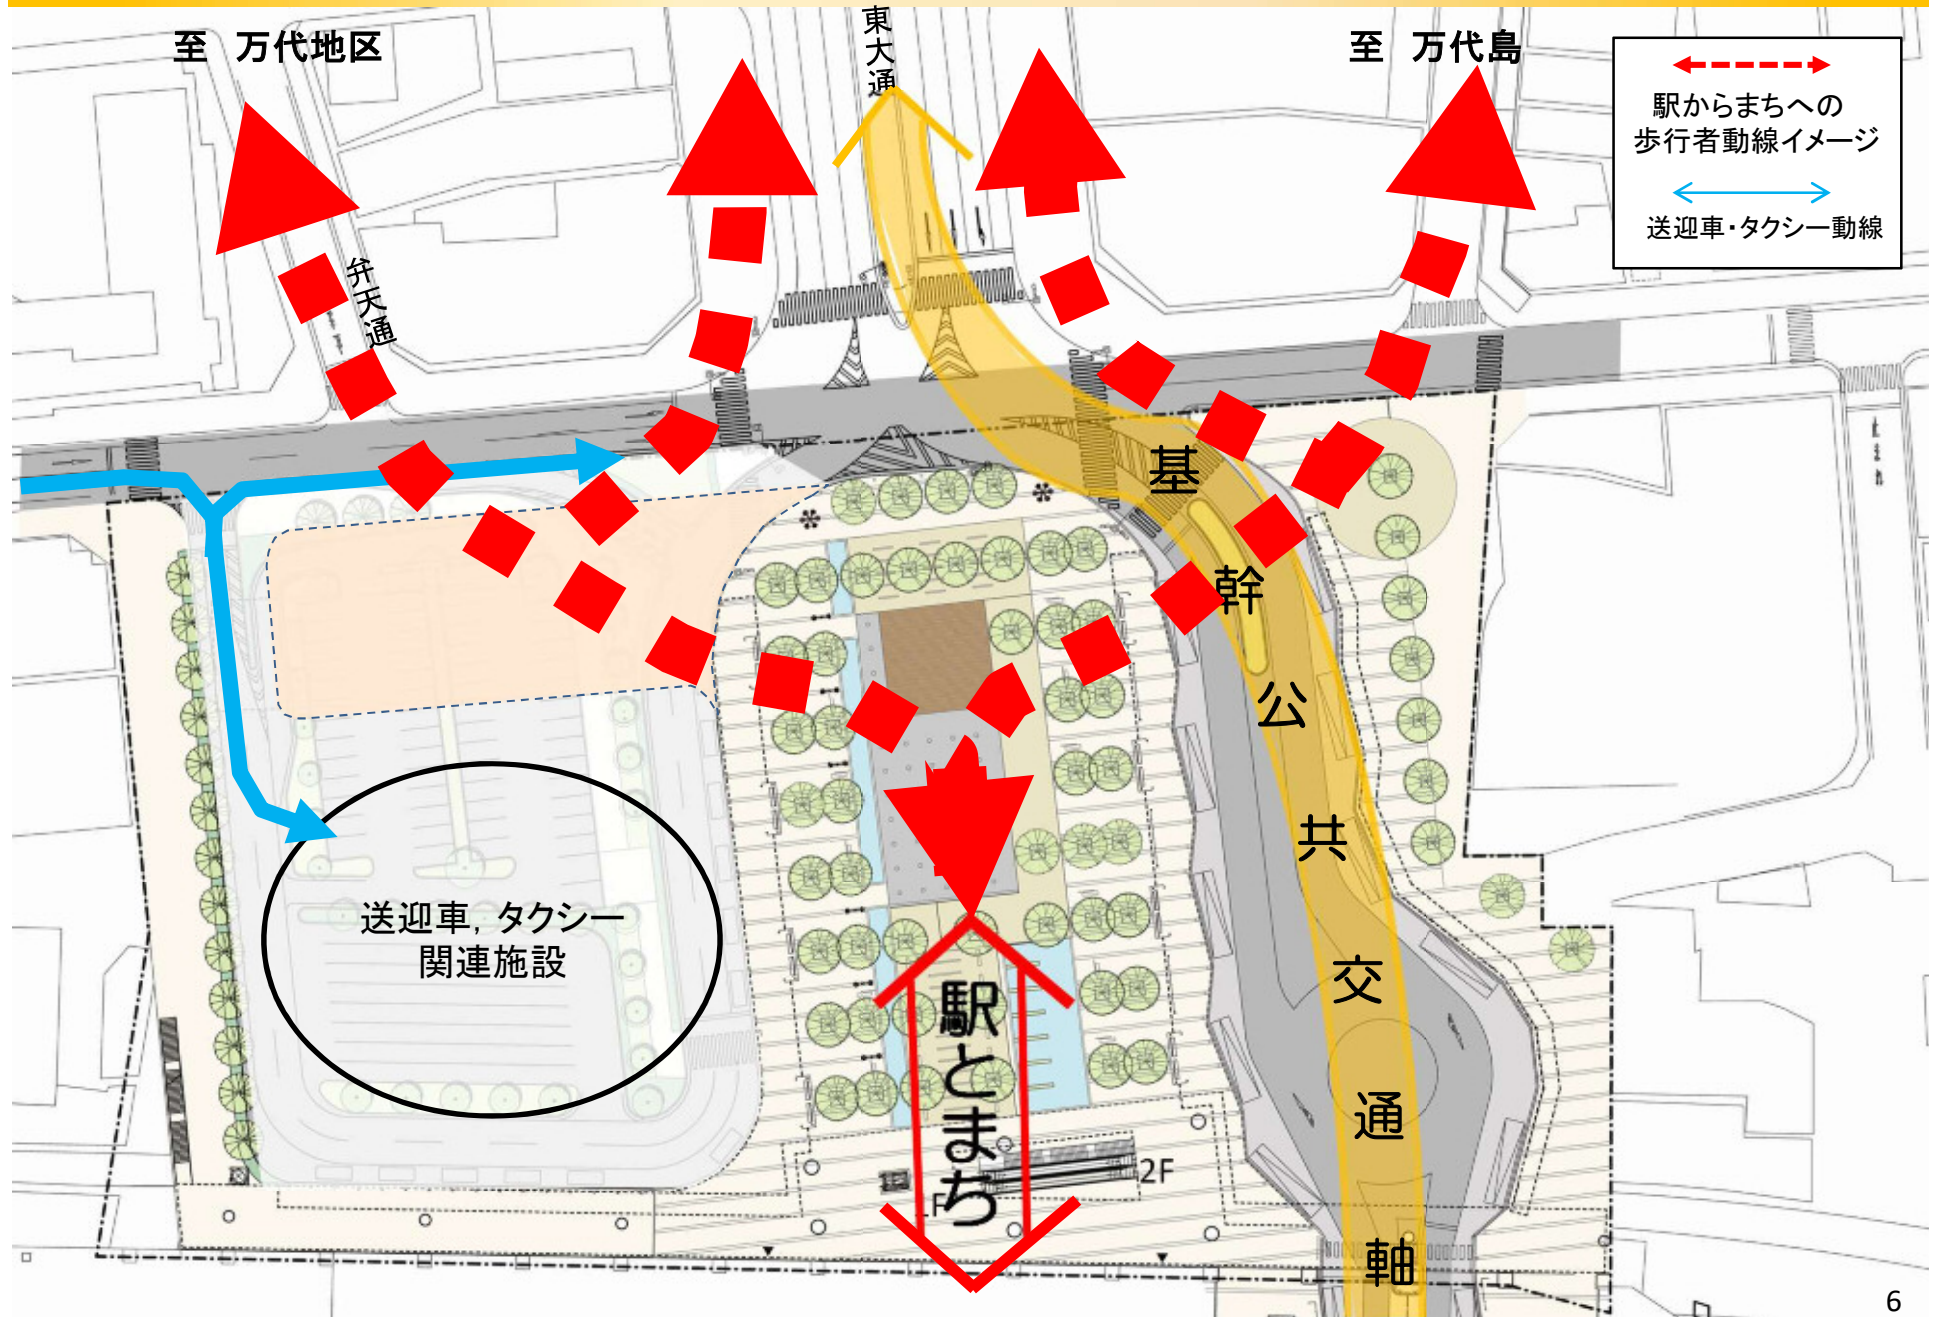 至 万代地区
東大通
至 万代島
駅からまちへの
歩行者動線イメージ
送迎車・タクシー動線
弁天通
基幹公共交通軸
送迎車, タクシー
関連施設
駅とまち
2F
6